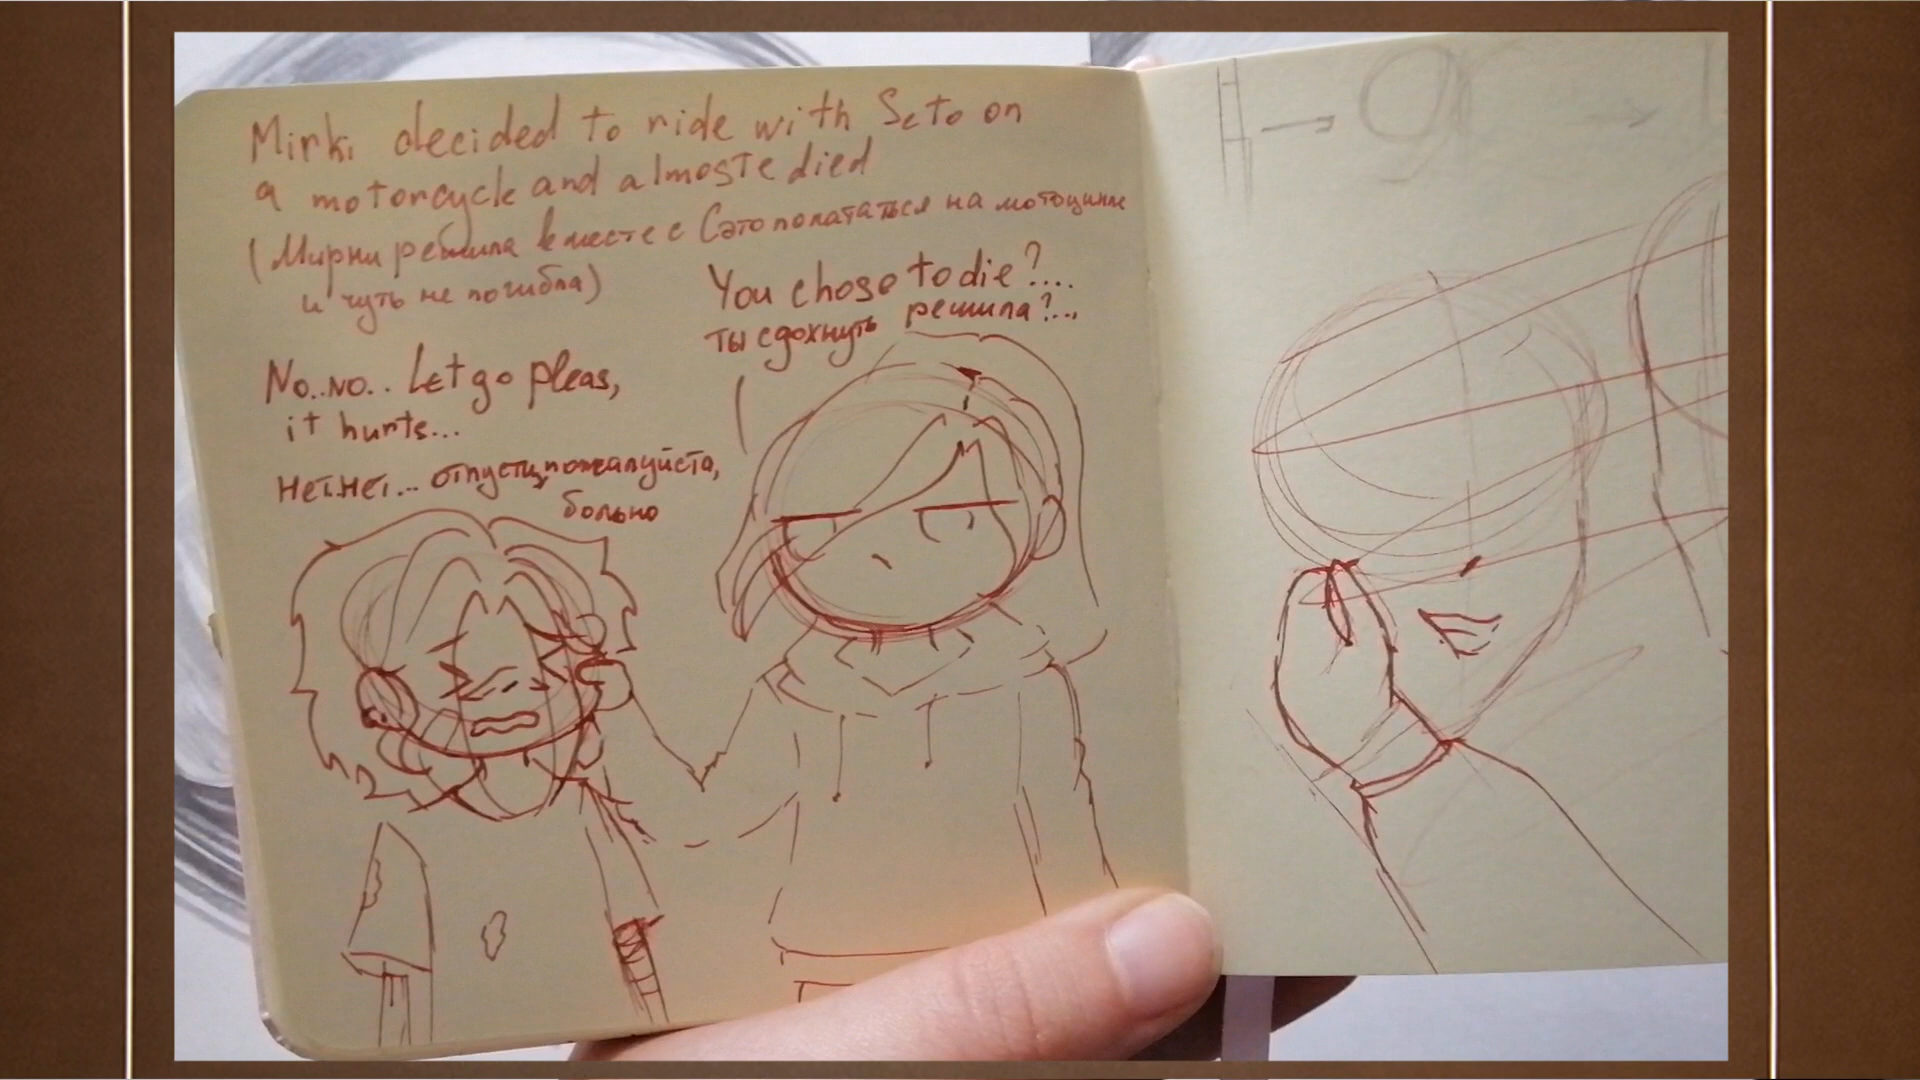 Mirki decided to ride with Seto on
a motorcycle and almoste died
(Мирки решила вместе с Сэто покататься на мотоцикле
и чуть не погибла)
You chose to die?....
ты сдохнуть решила?...
No..No.. Let go pleas,
it hurts...
Нет.нет... отпусти,пожалуйста,
больно